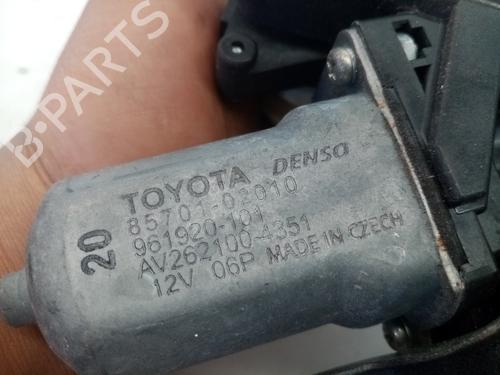 B-PARTS
TOYOTA DENSO
85701-02010
961920-101
AV262100-4351
12V 06P MADE IN CZECH
20